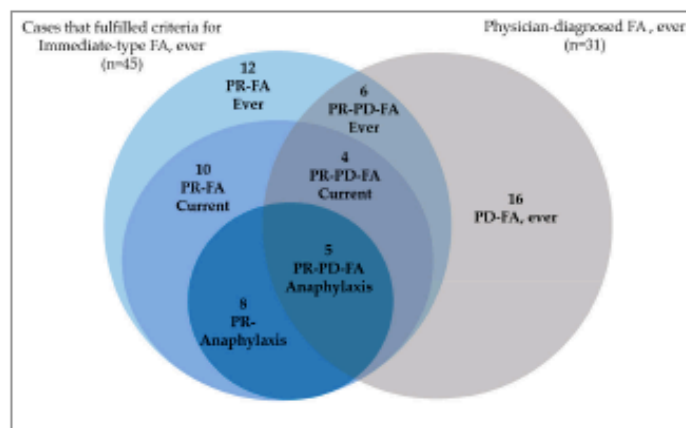 Cases that fulfilled criteria for
Immediate-type FA, ever
(n=45)
Physician-diagnosed FA , ever
(n=31)
12
PR-FA
Ever
6
PR-PD-FA
Ever
10
PR-FA
Current
4
PR-PD-FA
Current
16
PD-FA, ever
5
PR-PD-FA
Anaphylaxis
8
PR-
Anaphylaxis